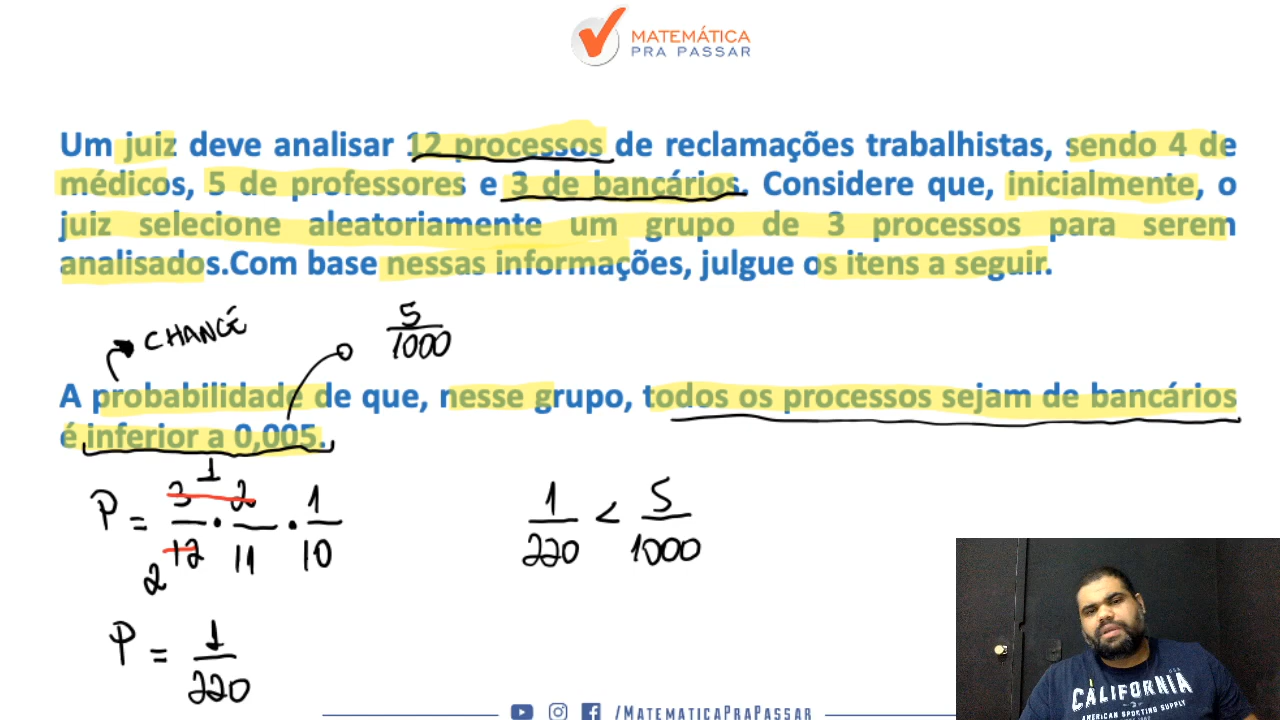 MATEMÁTICA
PRA PASSAR
Um juiz deve analisar 12 processos de reclamações trabalhistas, sendo 4 de
médicos, 5 de professores e 3 de bancários. Considere que, inicialmente, o
juiz selecione aleatoriamente um grupo de 3 processos para serem
analisados.Com base nessas informações, julgue os itens a seguir.
CHANCE
5/1000
A probabilidade de que, nesse grupo, todos os processos sejam de bancários
é inferior a 0,005.
1
P = 3/12 · 2/11 · 1/10
2
1/220 < 5/1000
P = 1/220
CALIFORNIA
AMERICAN SPORTING SUPPLY
/MATEMATICAPRAPASSAR